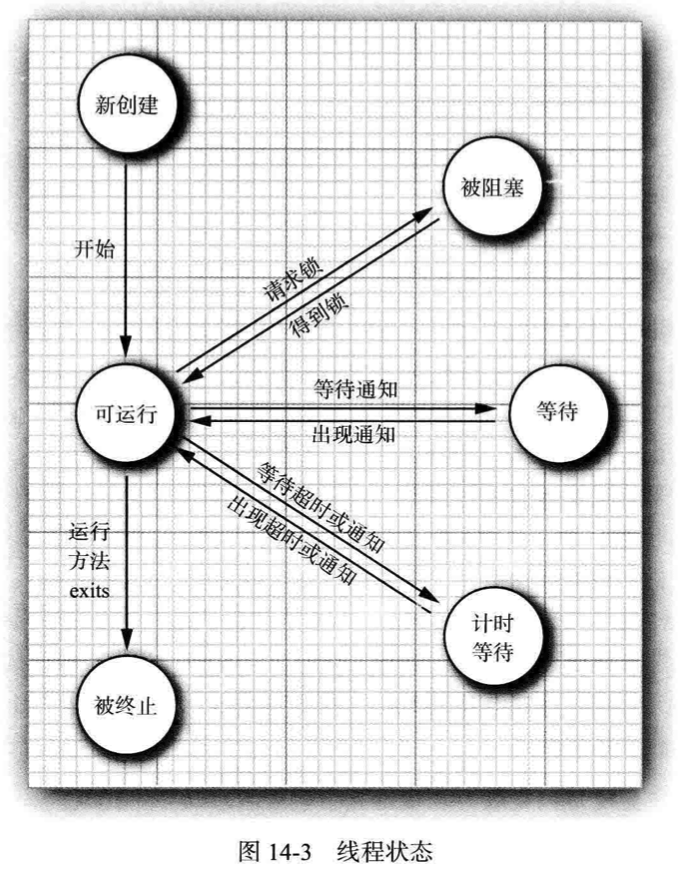 新创建
被阻塞
开始
请求锁
得到锁
可运行
等待通知
出现通知
等待
等待超时或通知
出现超时或通知
运行
方法
exits
计时
等待
被终止
图 14-3 线程状态